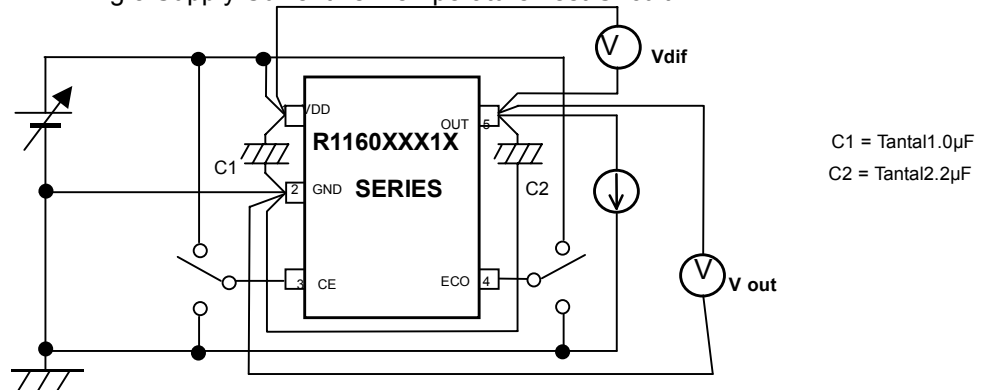 Supply
V
Vdif
VDD
OUT
5
R1160XXX1X
C1
C1 = Tantal1.0µF
C2 = Tantal2.2µF
2
GND
SERIES
C2
3
CE
ECO
4
V
V out